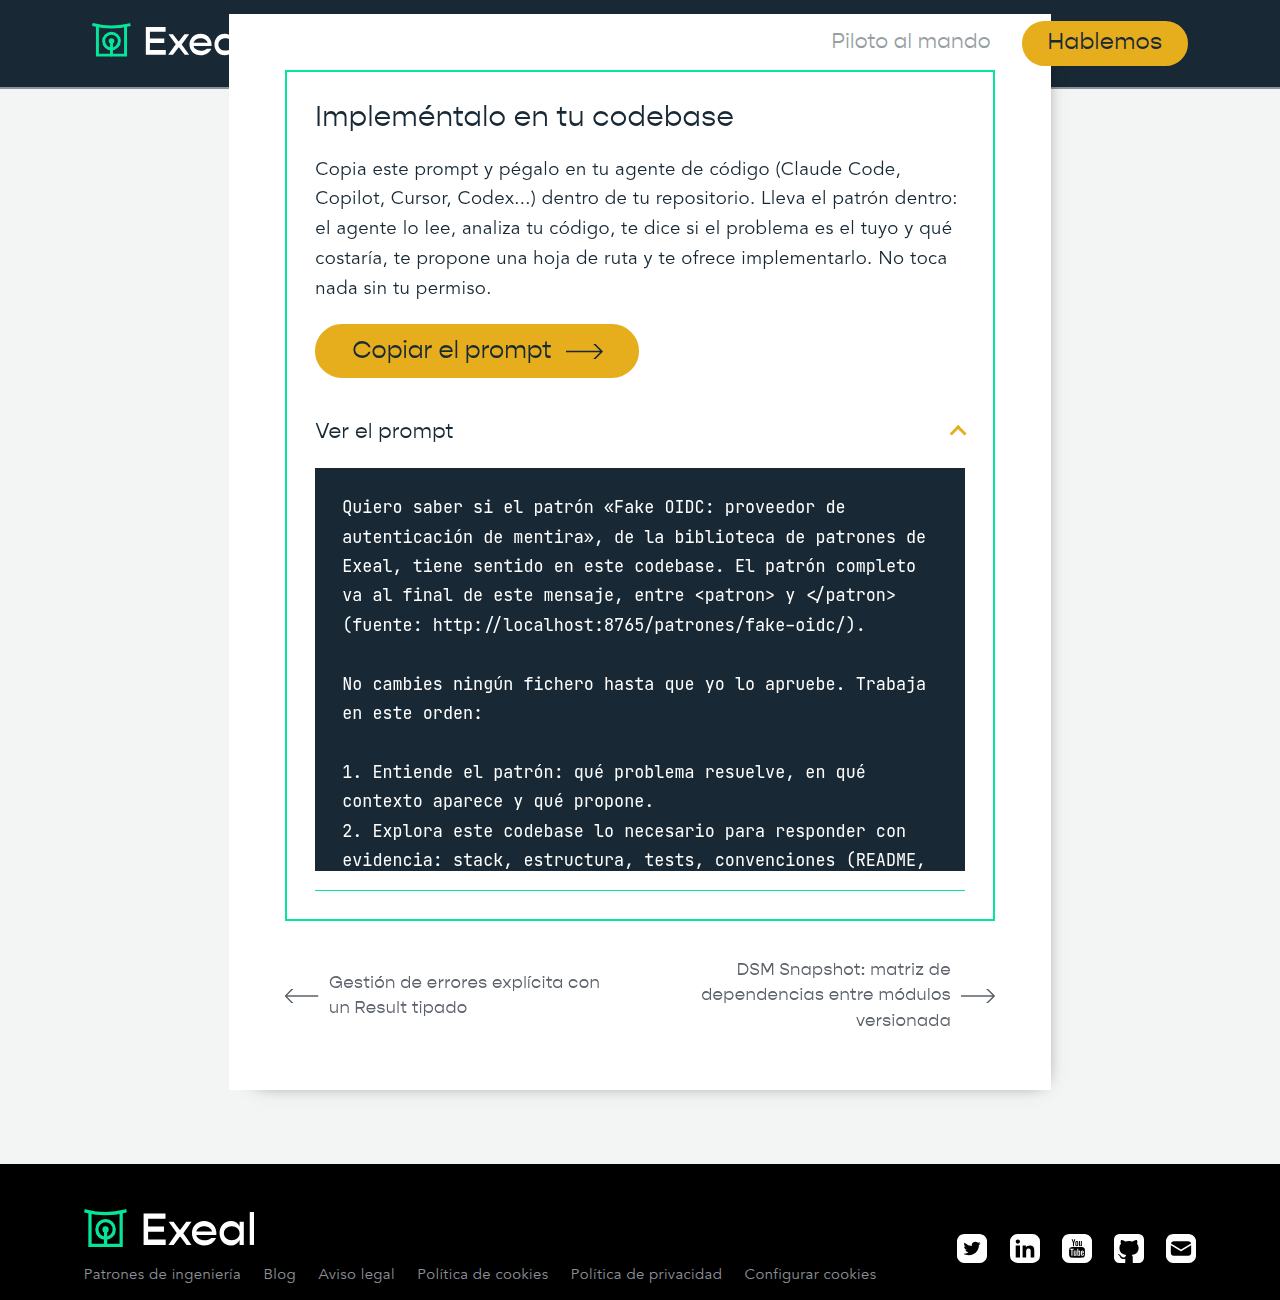 Exeal
Piloto al mando
Hablemos
Impleméntalo en tu codebase
Copia este prompt y pégalo en tu agente de código (Claude Code,
Copilot, Cursor, Codex...) dentro de tu repositorio. Lleva el patrón dentro:
el agente lo lee, analiza tu código, te dice si el problema es el tuyo y qué
costaría, te propone una hoja de ruta y te ofrece implementarlo. No toca
nada sin tu permiso.
Copiar el prompt
Ver el prompt
Quiero saber si el patrón «Fake OIDC: proveedor de
autenticación de mentira», de la biblioteca de patrones de
Exeal, tiene sentido en este codebase. El patrón completo
va al final de este mensaje, entre <patron> y </patron>
(fuente: http://localhost:8765/patrones/fake-oidc/).
No cambies ningún fichero hasta que yo lo apruebe. Trabaja
en este orden:
1. Entiende el patrón: qué problema resuelve, en qué
contexto aparece y qué propone.
2. Explora este codebase lo necesario para responder con
evidencia: stack, estructura, tests, convenciones (README,
Gestión de errores explícita con
un Result tipado
DSM Snapshot: matriz de
dependencias entre módulos
versionada
Exeal
Patrones de ingeniería Blog Aviso legal Política de cookies Política de privacidad Configurar cookies